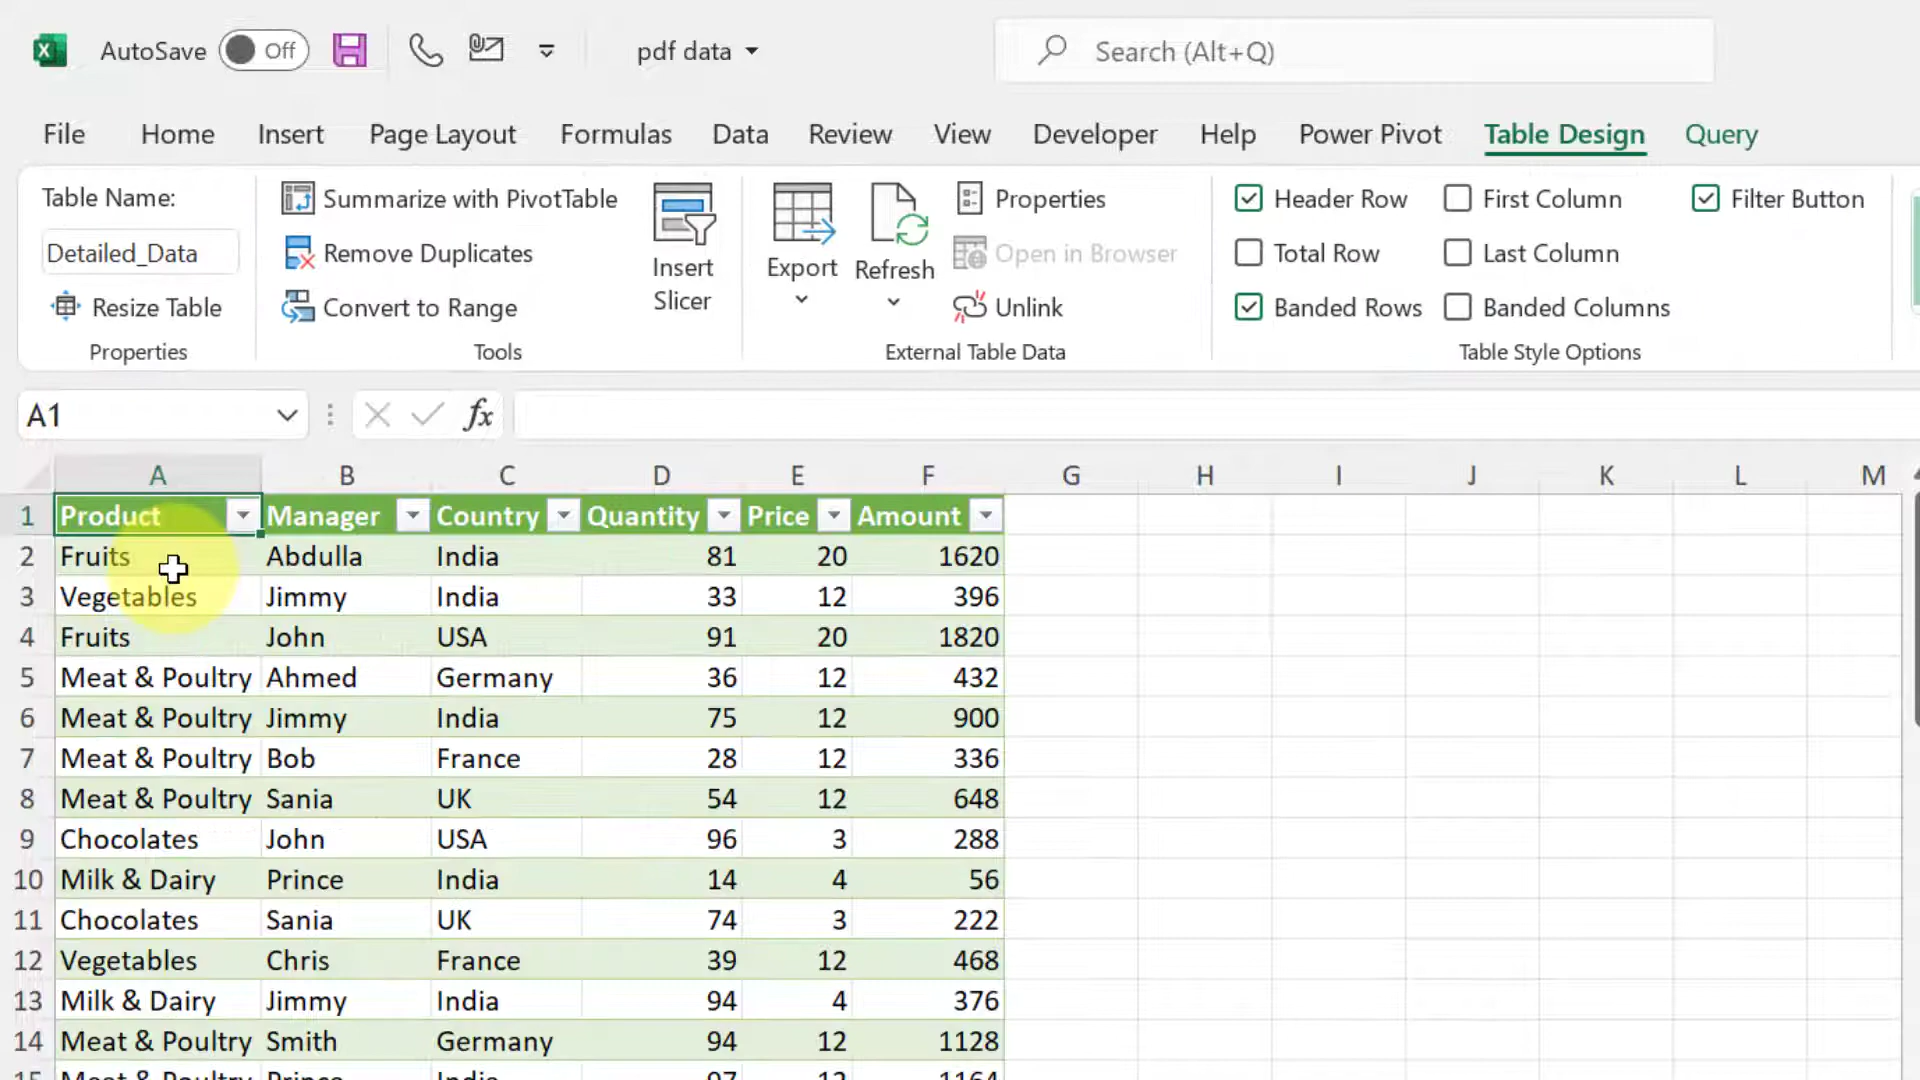 AutoSave Off pdf data Search (Alt+Q)
File Home Insert Page Layout Formulas Data Review View Developer Help Power Pivot Table Design Query
Table Name: Summarize with PivotTable Properties Header Row First Column Filter Button
Detailed_Data Remove Duplicates Insert Slicer Export Refresh Open in Browser Total Row Last Column
Resize Table Convert to Range Unlink Banded Rows Banded Columns
Properties Tools External Table Data Table Style Options
A1 fx
A B C D E F G H I J K L M
1 Product Manager Country Quantity Price Amount
2 Fruits Abdulla India 81 20 1620
3 Vegetables Jimmy India 33 12 396
4 Fruits John USA 91 20 1820
5 Meat & Poultry Ahmed Germany 36 12 432
6 Meat & Poultry Jimmy India 75 12 900
7 Meat & Poultry Bob France 28 12 336
8 Meat & Poultry Sania UK 54 12 648
9 Chocolates John USA 96 3 288
10 Milk & Dairy Prince India 14 4 56
11 Chocolates Sania UK 74 3 222
12 Vegetables Chris France 39 12 468
13 Milk & Dairy Jimmy India 94 4 376
14 Meat & Poultry Smith Germany 94 12 1128